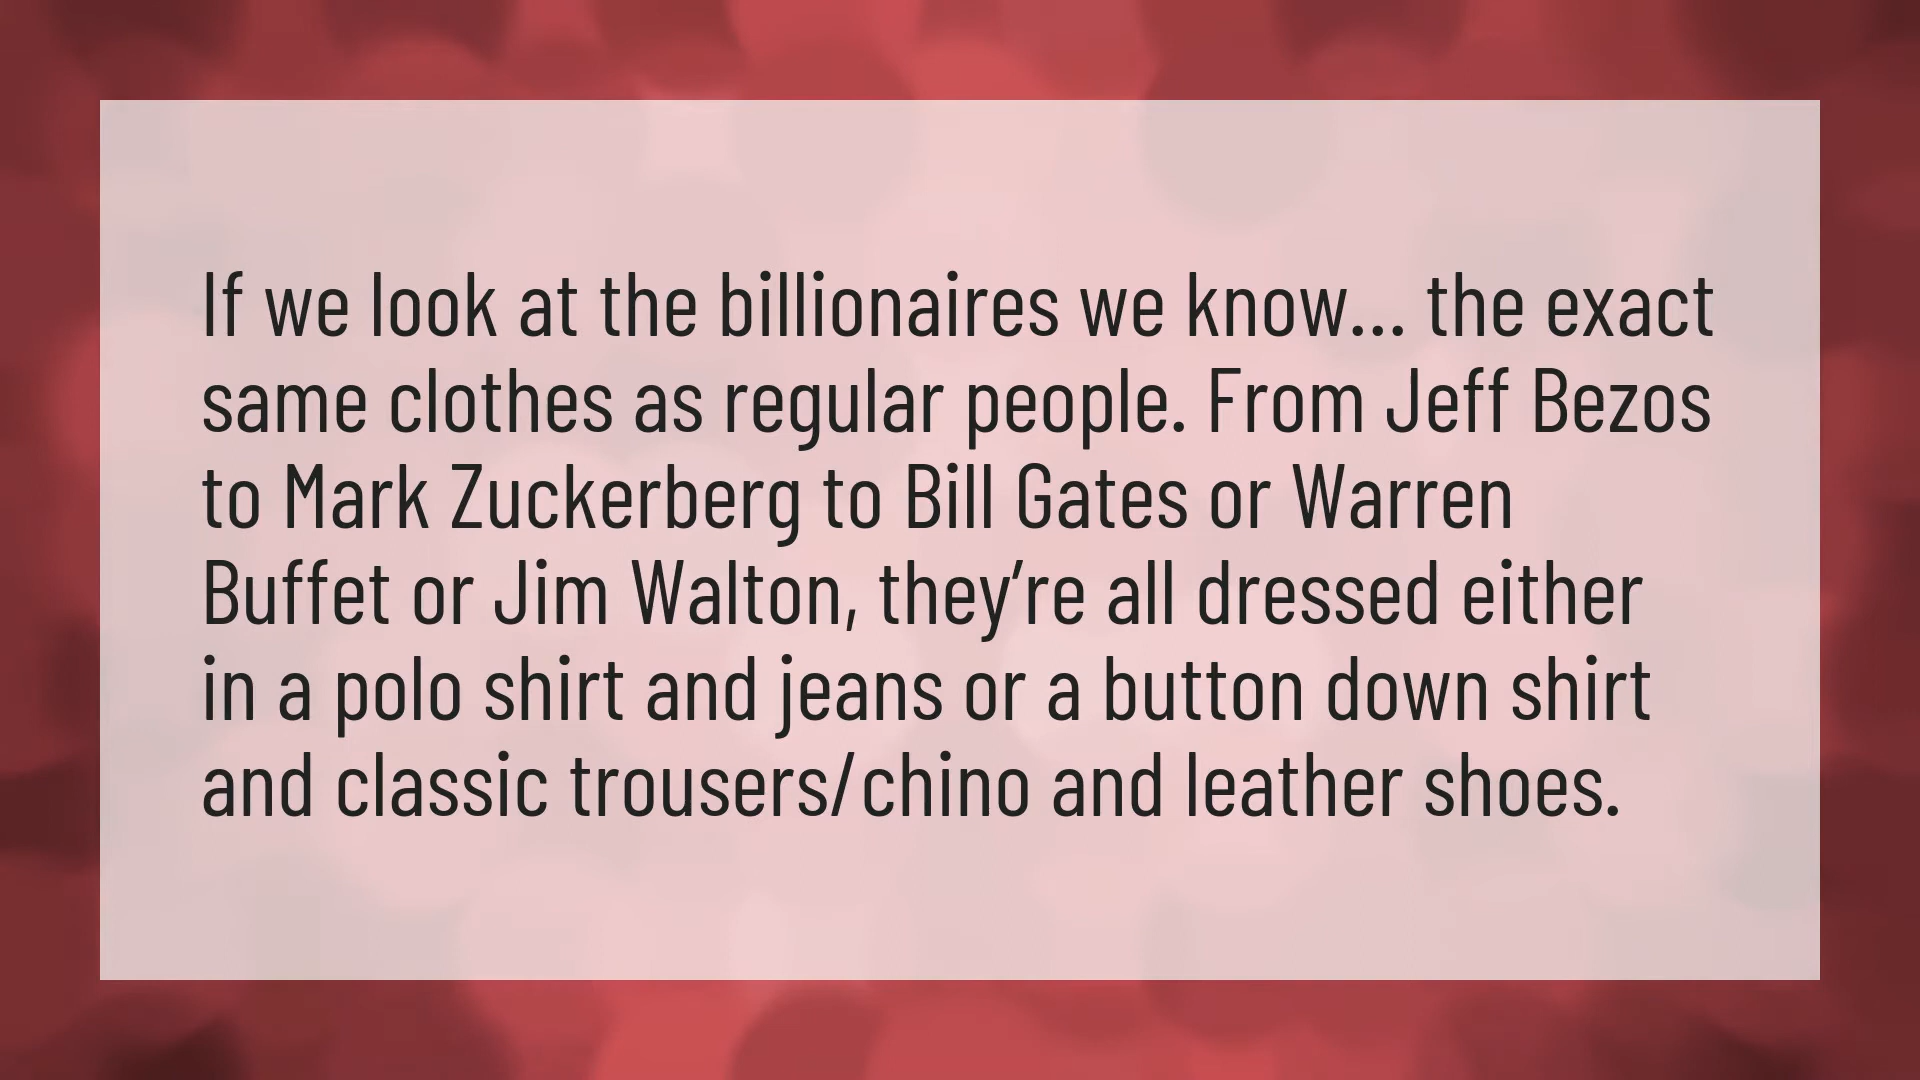 If we look at the billionaires we know... the exact
same clothes as regular people. From Jeff Bezos
to Mark Zuckerberg to Bill Gates or Warren
Buffet or Jim Walton, they’re all dressed either
in a polo shirt and jeans or a button down shirt
and classic trousers/chino and leather shoes.